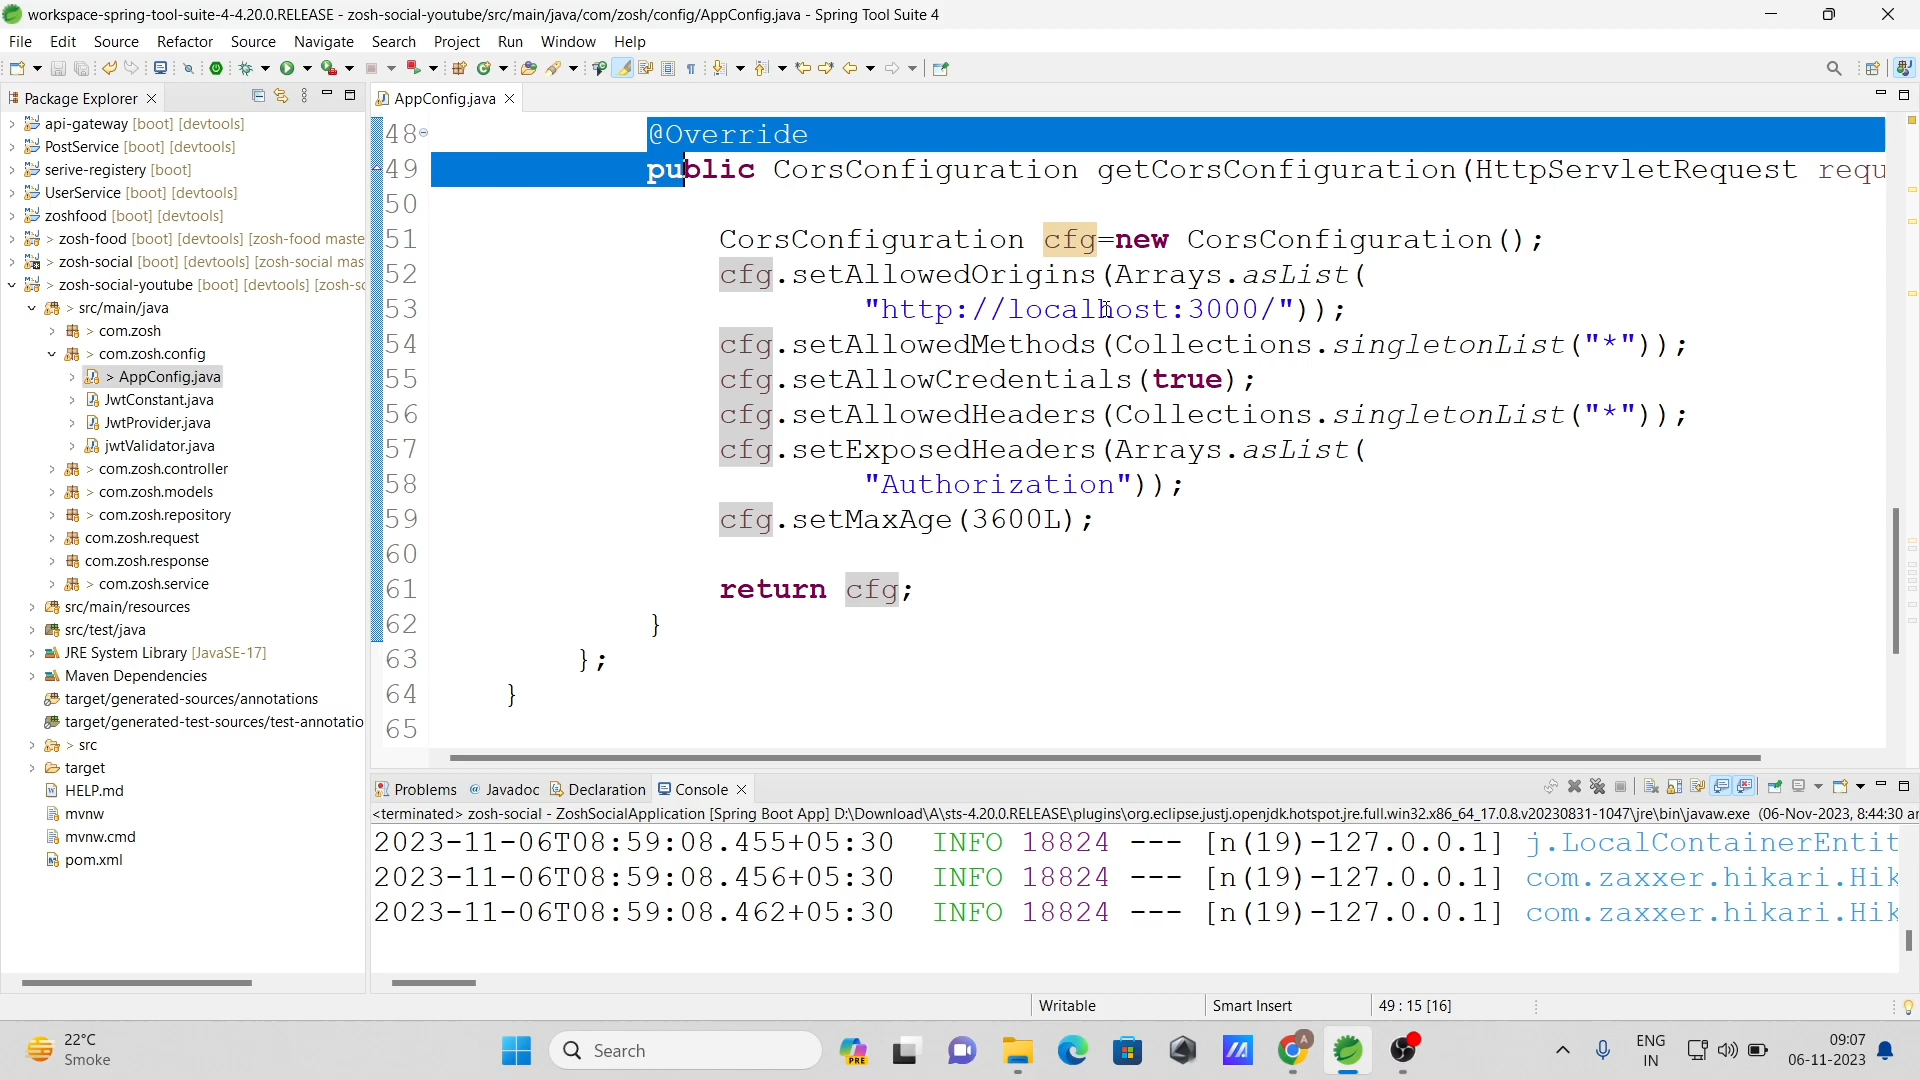 workspace-spring-tool-suite-4-4.20.0.RELEASE - zosh-social-youtube/src/main/java/com/zosh/config/AppConfig.java - Spring Tool Suite 4
File Edit Source Refactor Source Navigate Search Project Run Window Help
Package Explorer
api-gateway [boot] [devtools]
PostService [boot] [devtools]
serive-registery [boot]
UserService [boot] [devtools]
zoshfood [boot] [devtools]
> zosh-food [boot] [devtools] [zosh-food maste
> zosh-social [boot] [devtools] [zosh-social mas
> zosh-social-youtube [boot] [devtools] [zosh-sc
> src/main/java
> com.zosh
> com.zosh.config
> AppConfig.java
JwtConstant.java
JwtProvider.java
jwtValidator.java
> com.zosh.controller
> com.zosh.models
> com.zosh.repository
com.zosh.request
com.zosh.response
> com.zosh.service
src/main/resources
src/test/java
JRE System Library [JavaSE-17]
Maven Dependencies
target/generated-sources/annotations
target/generated-test-sources/test-annotatio
> src
target
HELP.md
mvnw
mvnw.cmd
pom.xml
AppConfig.java
48 @Override
49 public CorsConfiguration getCorsConfiguration(HttpServletRequest requ
50
51 CorsConfiguration cfg=new CorsConfiguration();
52 cfg.setAllowedOrigins(Arrays.asList(
53 "http://localhost:3000/"));
54 cfg.setAllowedMethods(Collections.singletonList("*"));
55 cfg.setAllowCredentials(true);
56 cfg.setAllowedHeaders(Collections.singletonList("*"));
57 cfg.setExposedHeaders(Arrays.asList(
58 "Authorization"));
59 cfg.setMaxAge(3600L);
60
61 return cfg;
62 }
63 };
64 }
65
Problems @ Javadoc Declaration Console
<terminated> zosh-social - ZoshSocialApplication [Spring Boot App] D:\Download\A\sts-4.20.0.RELEASE\plugins\org.eclipse.justj.openjdk.hotspot.jre.full.win32.x86_64_17.0.8.v20230831-1047\jre\bin\javaw.exe (06-Nov-2023, 8:44:30 ar
2023-11-06T08:59:08.455+05:30 INFO 18824 --- [n(19)-127.0.0.1] j.LocalContainerEntit
2023-11-06T08:59:08.456+05:30 INFO 18824 --- [n(19)-127.0.0.1] com.zaxxer.hikari.Hik
2023-11-06T08:59:08.462+05:30 INFO 18824 --- [n(19)-127.0.0.1] com.zaxxer.hikari.Hik
Writable Smart Insert 49 : 15 [16]
22°C
Smoke
Search
PRE
A
ENG
IN
09:07
06-11-2023